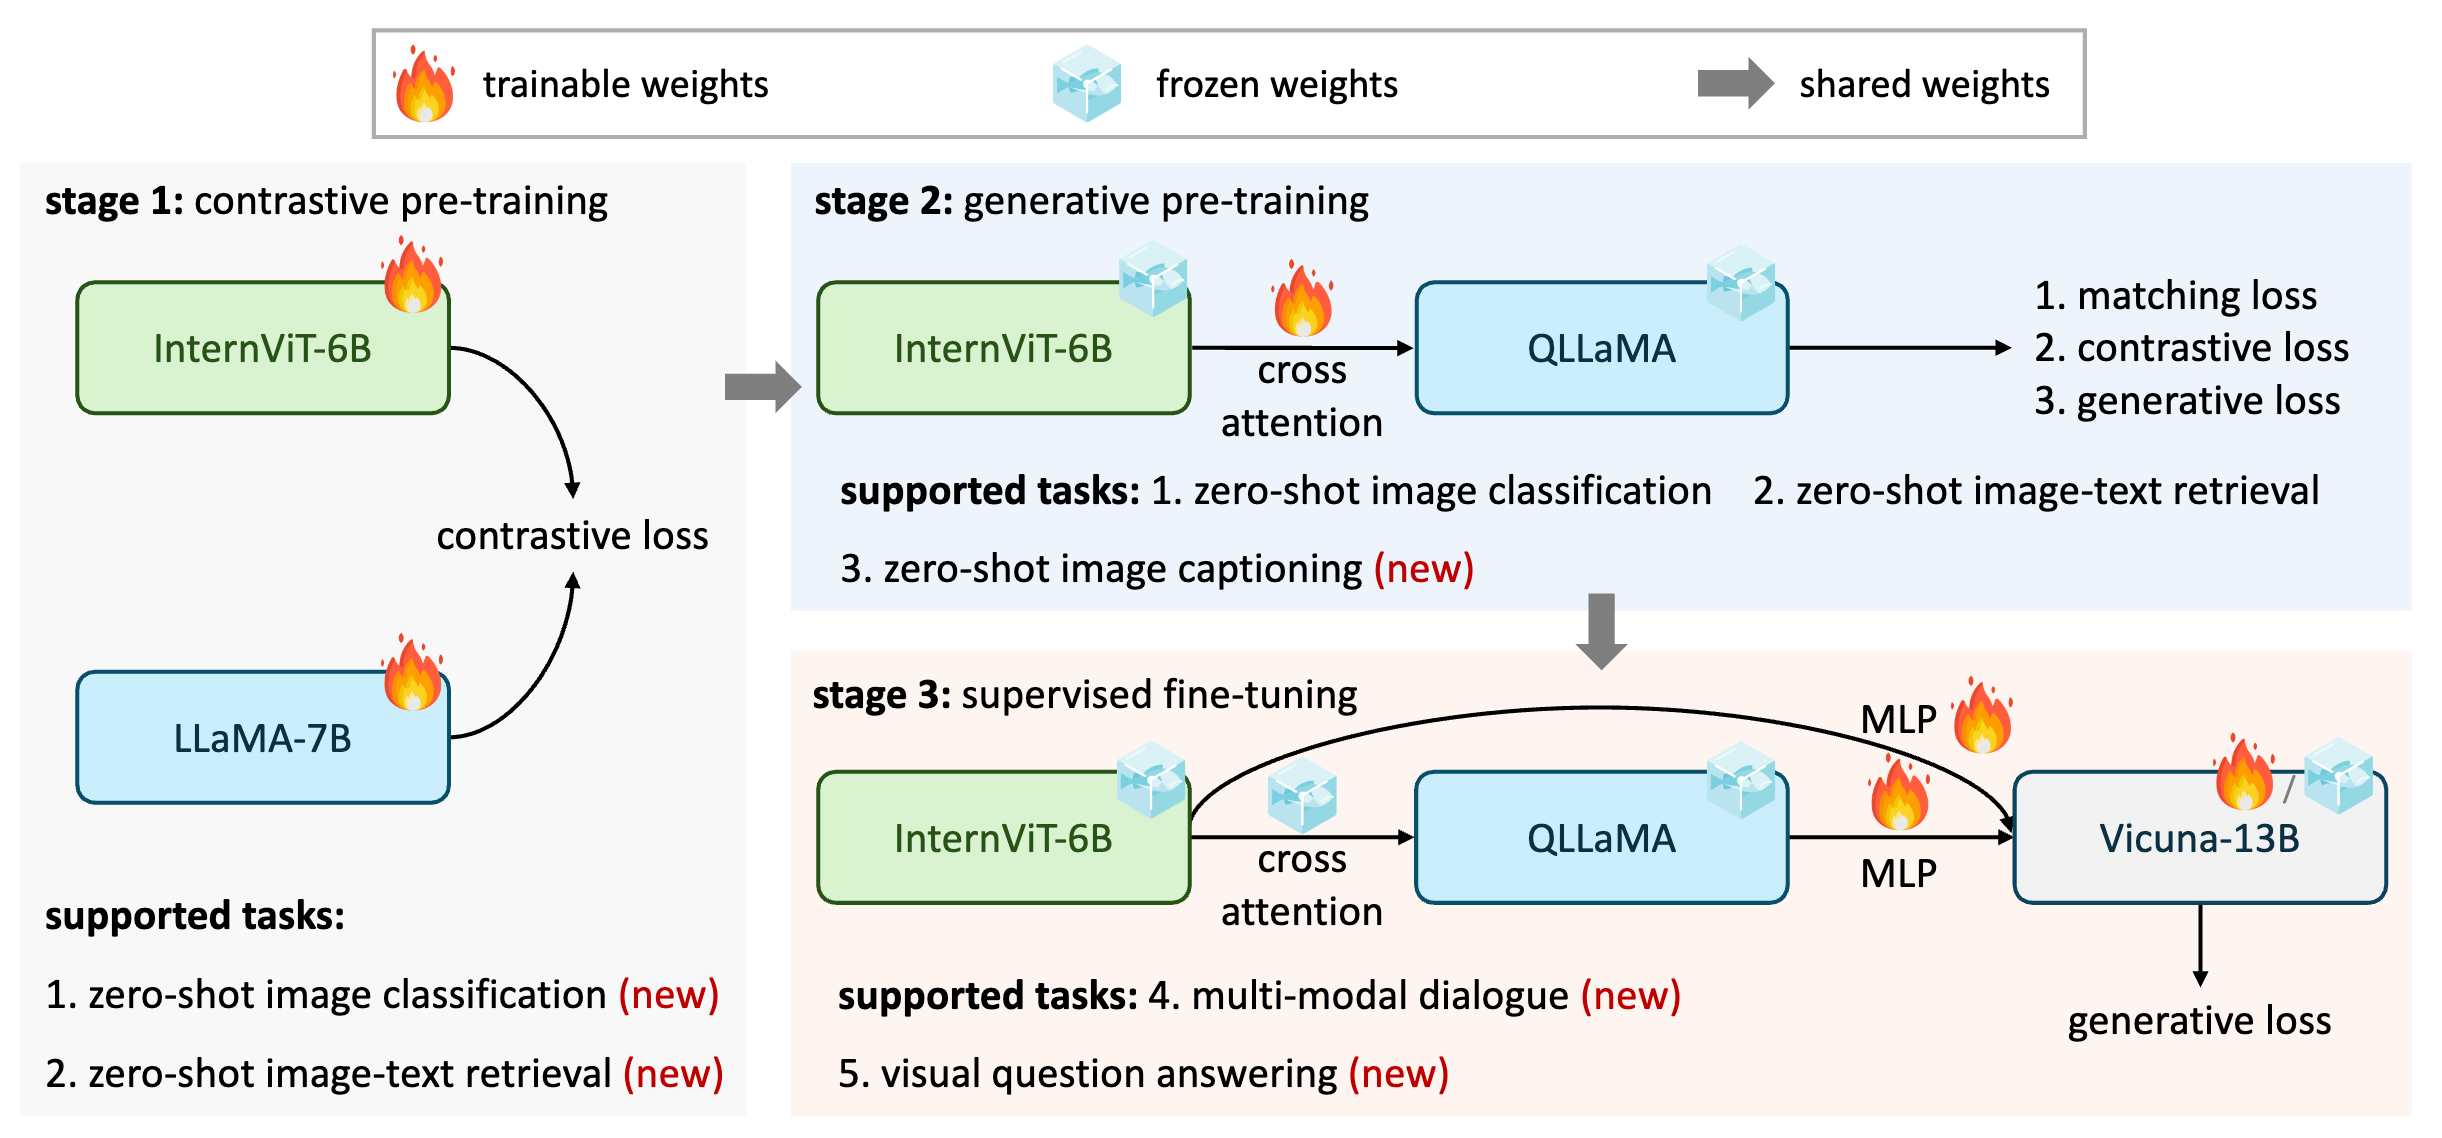 trainable weights
frozen weights
shared weights
stage 1: contrastive pre-training
InternViT-6B
contrastive loss
LLaMA-7B
supported tasks:
1. zero-shot image classification (new)
2. zero-shot image-text retrieval (new)
stage 2: generative pre-training
InternViT-6B
cross
attention
QLLaMA
1. matching loss
2. contrastive loss
3. generative loss
supported tasks: 1. zero-shot image classification 2. zero-shot image-text retrieval
3. zero-shot image captioning (new)
stage 3: supervised fine-tuning
MLP
InternViT-6B
cross
attention
QLLaMA
MLP
/
Vicuna-13B
generative loss
supported tasks: 4. multi-modal dialogue (new)
5. visual question answering (new)